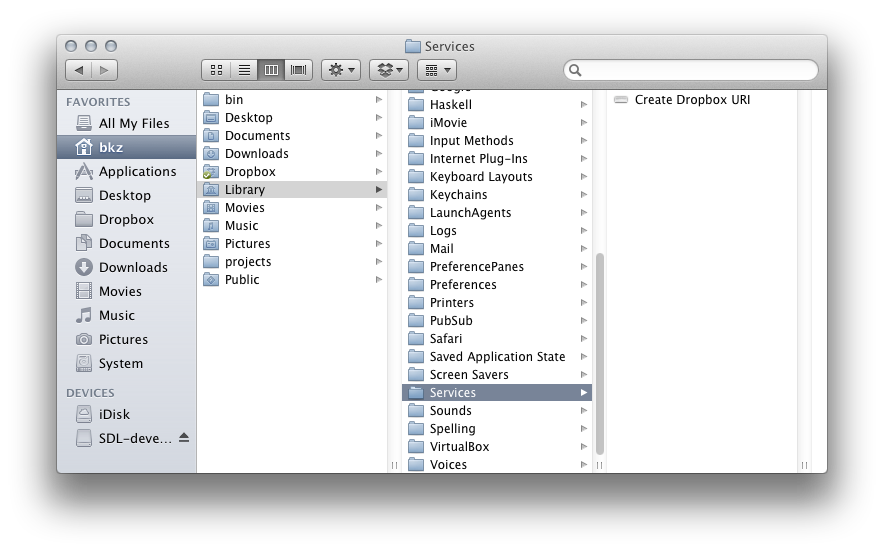 Services
FAVORITES
All My Files
bkz
Applications
Desktop
Dropbox
Documents
Downloads
Movies
Music
Pictures
System
DEVICES
iDisk
SDL-deve...
bin
Desktop
Documents
Downloads
Dropbox
Library
Movies
Music
Pictures
projects
Public
Haskell
iMovie
Input Methods
Internet Plug-Ins
Keyboard Layouts
Keychains
LaunchAgents
Logs
Mail
PreferencePanes
Preferences
Printers
PubSub
Safari
Saved Application State
Screen Savers
Services
Sounds
Spelling
VirtualBox
Voices
Create Dropbox URI